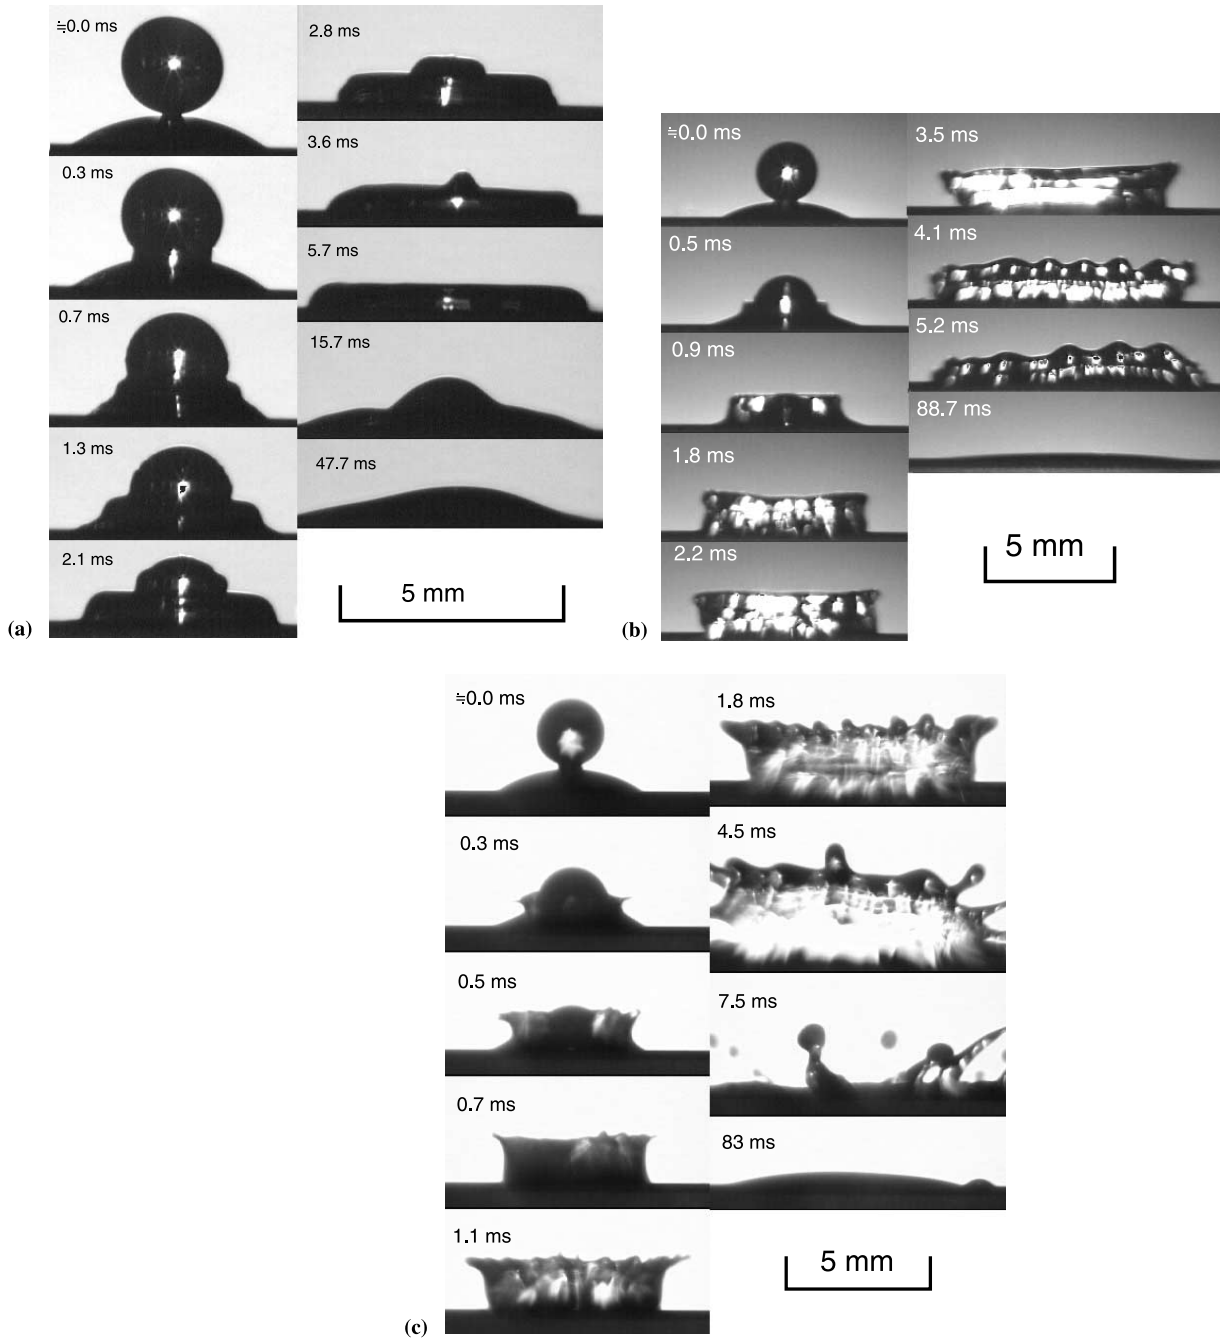 ≒0.0 ms
0.3 ms
0.7 ms
1.3 ms
2.1 ms
2.8 ms
3.6 ms
5.7 ms
15.7 ms
47.7 ms
5 mm
(a)
≒0.0 ms
0.5 ms
0.9 ms
1.8 ms
2.2 ms
3.5 ms
4.1 ms
5.2 ms
88.7 ms
5 mm
(b)
≒0.0 ms
0.3 ms
0.5 ms
0.7 ms
1.1 ms
1.8 ms
4.5 ms
7.5 ms
83 ms
5 mm
(c)